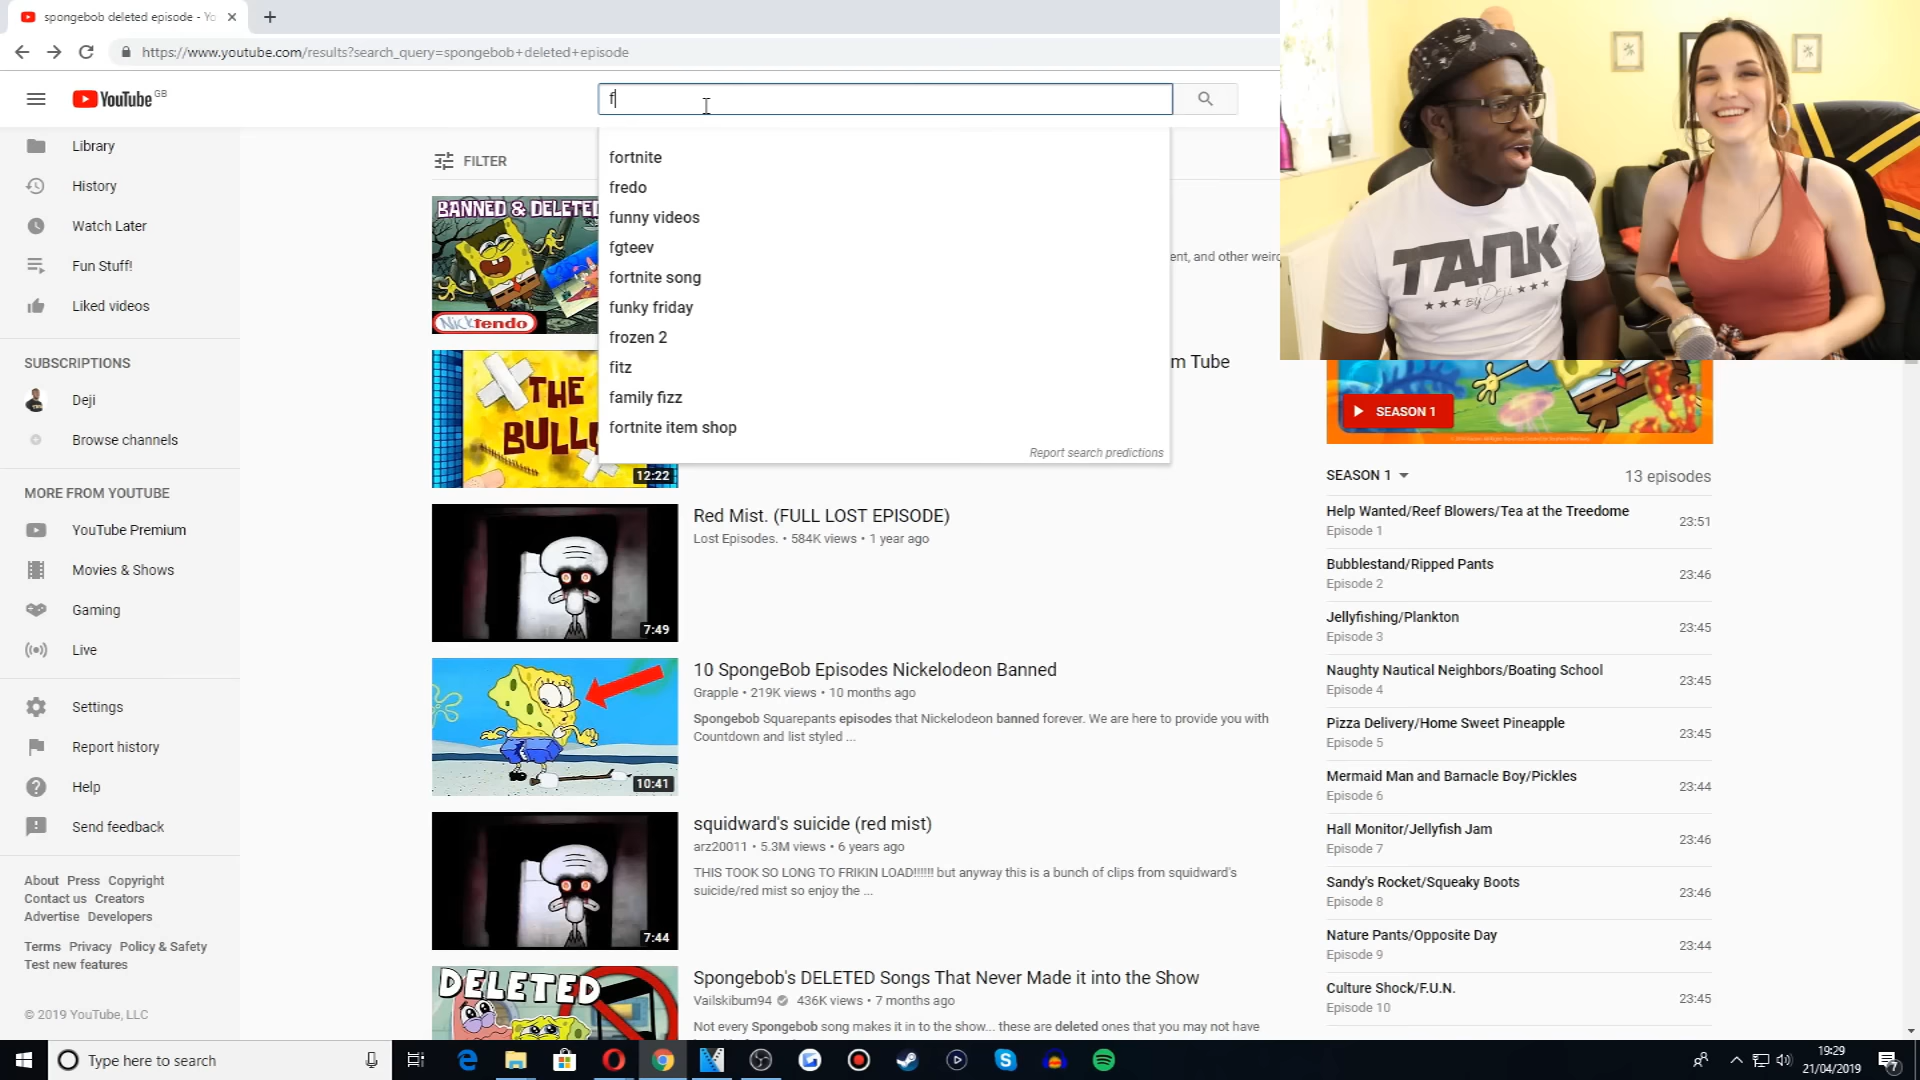 spongebob deleted episode - Yo
https://www.youtube.com/results?search_query=spongebob+deleted+episode
YouTube GB
f
FILTER
fortnite
fredo
funny videos
fgteev
fortnite song
funky friday
frozen 2
fitz
family fizz
fortnite item shop
Report search predictions
Library
History
Watch Later
Fun Stuff!
Liked videos
SUBSCRIPTIONS
Deji
Browse channels
MORE FROM YOUTUBE
YouTube Premium
Movies & Shows
Gaming
Live
Settings
Report history
Help
Send feedback
About Press Copyright
Contact us Creators
Advertise Developers
Terms Privacy Policy & Safety
Test new features
© 2019 YouTube, LLC
BANNED & DELETED
Nicktendo
ent, and other weird
THE
BULL
12:22
m Tube
Red Mist. (FULL LOST EPISODE)
Lost Episodes. • 584K views • 1 year ago
7:49
10 SpongeBob Episodes Nickelodeon Banned
Grapple • 219K views • 10 months ago
Spongebob Squarepants episodes that Nickelodeon banned forever. We are here to provide you with
Countdown and list styled ...
10:41
squidward's suicide (red mist)
arz20011 • 5.3M views • 6 years ago
THIS TOOK SO LONG TO FRIKIN LOAD!!!!!! but anyway this is a bunch of clips from squidward's
suicide/red mist so enjoy the ...
7:44
DELETED
Spongebob's DELETED Songs That Never Made it into the Show
Vailskibum94 436K views • 7 months ago
Not every Spongebob song makes it in to the show... these are deleted ones that you may not have
TANK
BY Deji
SEASON 1
SEASON 1 13 episodes
Help Wanted/Reef Blowers/Tea at the Treedome
Episode 1
23:51
Bubblestand/Ripped Pants
Episode 2
23:46
Jellyfishing/Plankton
Episode 3
23:45
Naughty Nautical Neighbors/Boating School
Episode 4
23:45
Pizza Delivery/Home Sweet Pineapple
Episode 5
23:45
Mermaid Man and Barnacle Boy/Pickles
Episode 6
23:44
Hall Monitor/Jellyfish Jam
Episode 7
23:46
Sandy's Rocket/Squeaky Boots
Episode 8
23:46
Nature Pants/Opposite Day
Episode 9
23:44
Culture Shock/F.U.N.
Episode 10
23:45
Type here to search
19:29
21/04/2019
7